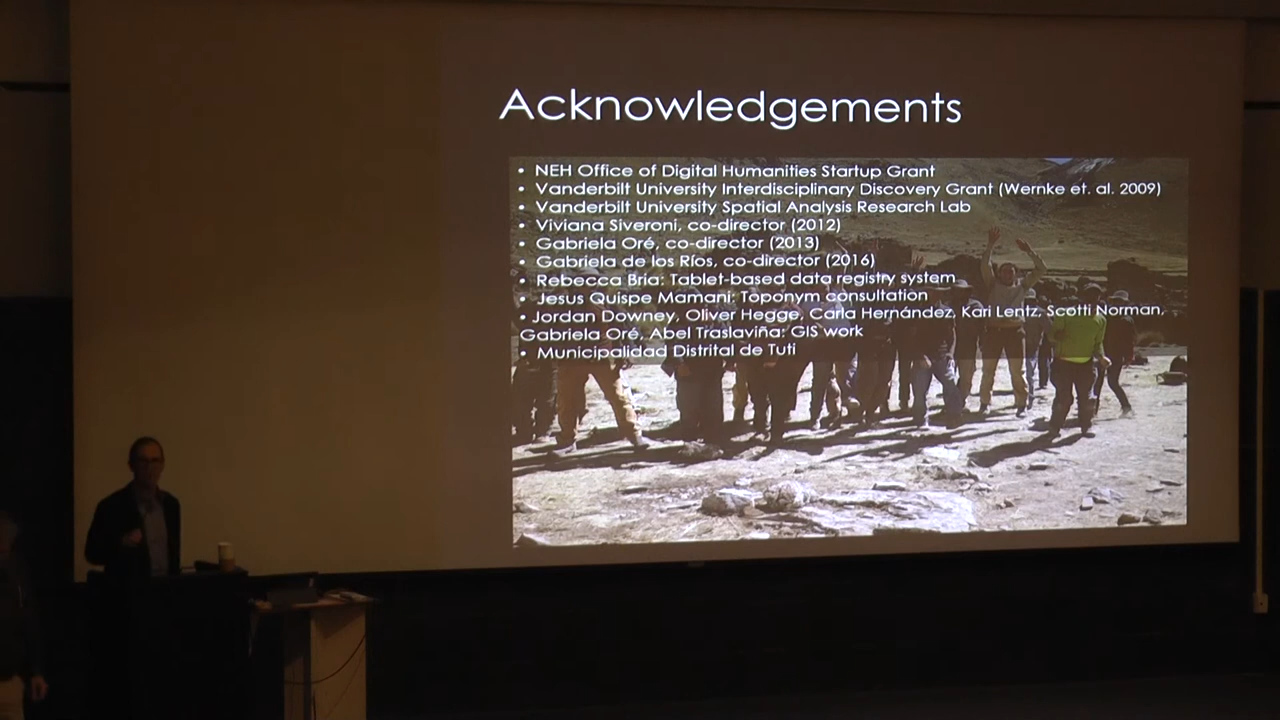 Acknowledgements
• NEH Office of Digital Humanities Startup Grant
• Vanderbilt University Interdisciplinary Discovery Grant (Wernke et. al. 2009)
• Vanderbilt University Spatial Analysis Research Lab
• Viviana Siveroni, co-director (2012)
• Gabriela Oré, co-director (2013)
• Gabriela de los Ríos, co-director (2016)
• Rebecca Bria: Tablet-based data registry system
• Jesus Quispe Mamani: Toponym consultation
• Jordan Downey, Oliver Hegge, Carla Hernández, Kari Lentz, Scotti Norman,
Gabriela Oré, Abel Traslaviña: GIS work
• Municipalidad Distrital de Tuti